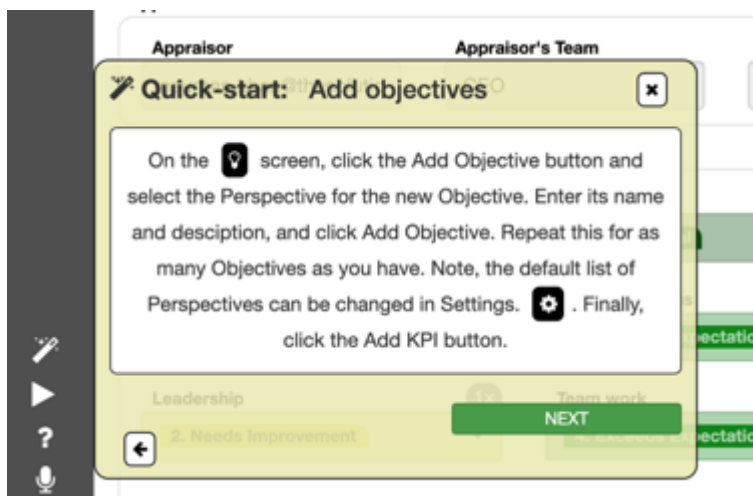 Appraisor Appraisor's Team
Quick-start: Add objectives
CEO
On the screen, click the Add Objective button and
select the Perspective for the new Objective. Enter its name
and desciption, and click Add Objective. Repeat this for as
many Objectives as you have. Note, the default list of
Perspectives can be changed in Settings. . Finally,
click the Add KPI button.
Leadership Team work
NEXT
2. Needs Improvement